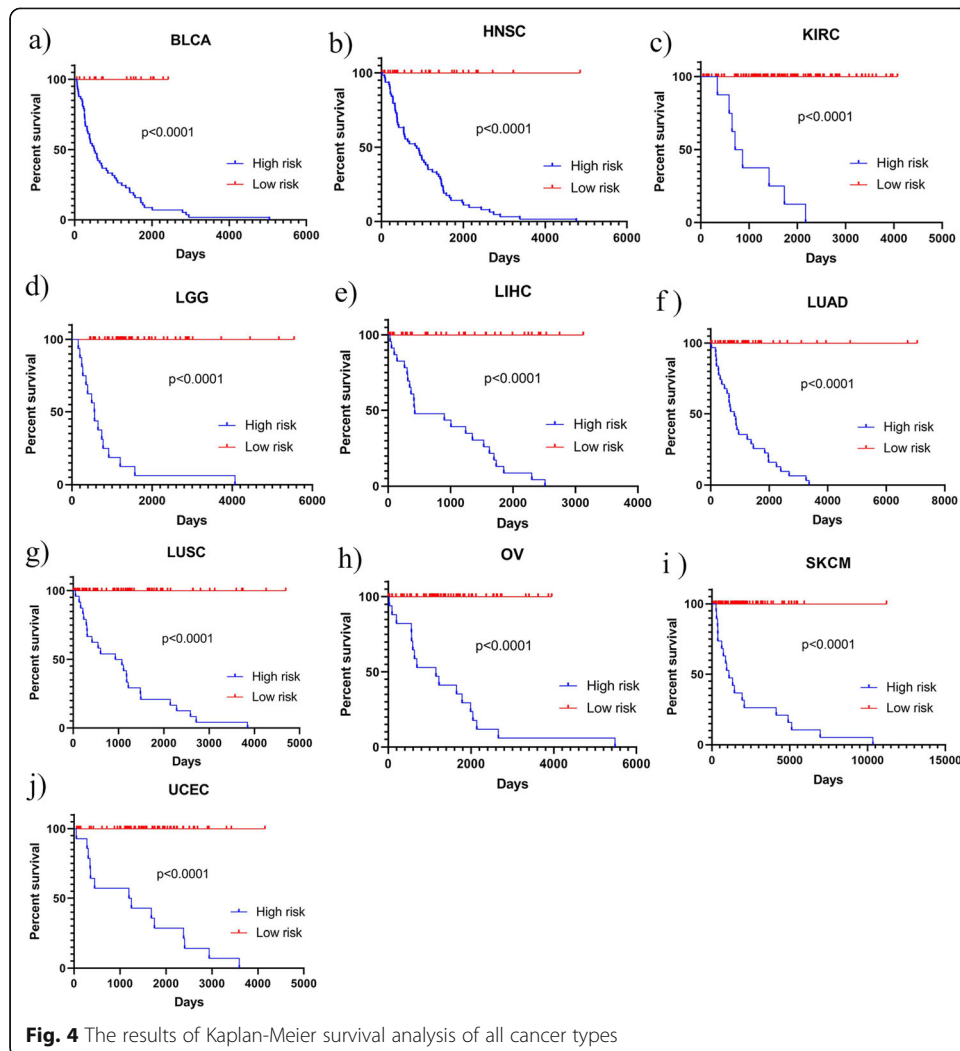 a)
BLCA
Percent survival
100
50
0
p<0.0001
High risk
Low risk
0 2000 4000 6000
Days
b)
HNSC
Percent survival
100
50
0
p<0.0001
High risk
Low risk
0 2000 4000 6000
Days
c)
KIRC
Percent survival
100
50
0
p<0.0001
High risk
Low risk
0 1000 2000 3000 4000 5000
Days
d)
LGG
Percent survival
100
50
0
p<0.0001
High risk
Low risk
0 2000 4000 6000
Days
e)
LIHC
Percent survival
100
50
0
p<0.0001
High risk
Low risk
0 1000 2000 3000 4000
Days
f)
LUAD
Percent survival
100
50
0
p<0.0001
High risk
Low risk
0 2000 4000 6000 8000
Days
g)
LUSC
Percent survival
100
50
0
p<0.0001
High risk
Low risk
0 1000 2000 3000 4000 5000
Days
h)
OV
Percent survival
100
50
0
p<0.0001
High risk
Low risk
0 2000 4000 6000
Days
i)
SKCM
Percent survival
100
50
0
p<0.0001
High risk
Low risk
0 5000 10000 15000
Days
j)
UCEC
Percent survival
100
50
0
p<0.0001
High risk
Low risk
0 1000 2000 3000 4000 5000
Days
Fig. 4 The results of Kaplan-Meier survival analysis of all cancer types